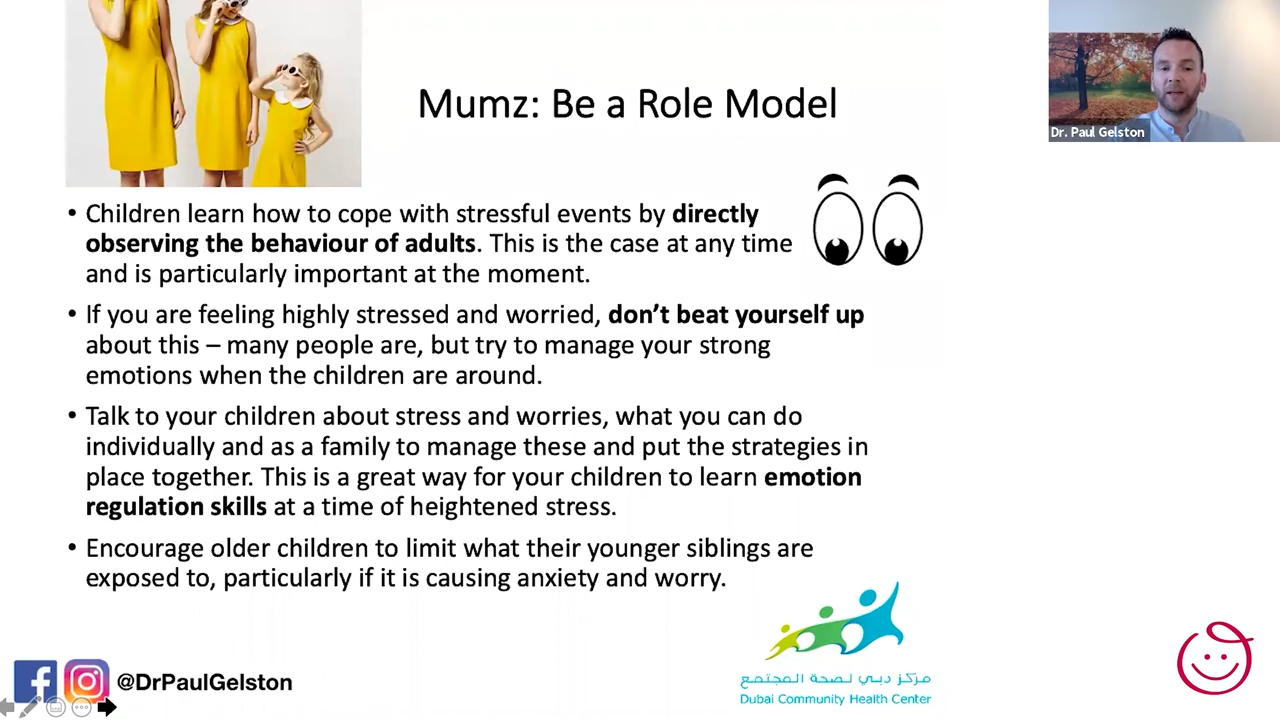 Mumz: Be a Role Model
Dr. Paul Gelston
• Children learn how to cope with stressful events by directly
observing the behaviour of adults. This is the case at any time
and is particularly important at the moment.
• If you are feeling highly stressed and worried, don’t beat yourself up
about this – many people are, but try to manage your strong
emotions when the children are around.
• Talk to your children about stress and worries, what you can do
individually and as a family to manage these and put the strategies in
place together. This is a great way for your children to learn emotion
regulation skills at a time of heightened stress.
• Encourage older children to limit what their younger siblings are
exposed to, particularly if it is causing anxiety and worry.
@DrPaulGelston
مركز دبي لصحة المجتمع
Dubai Community Health Center